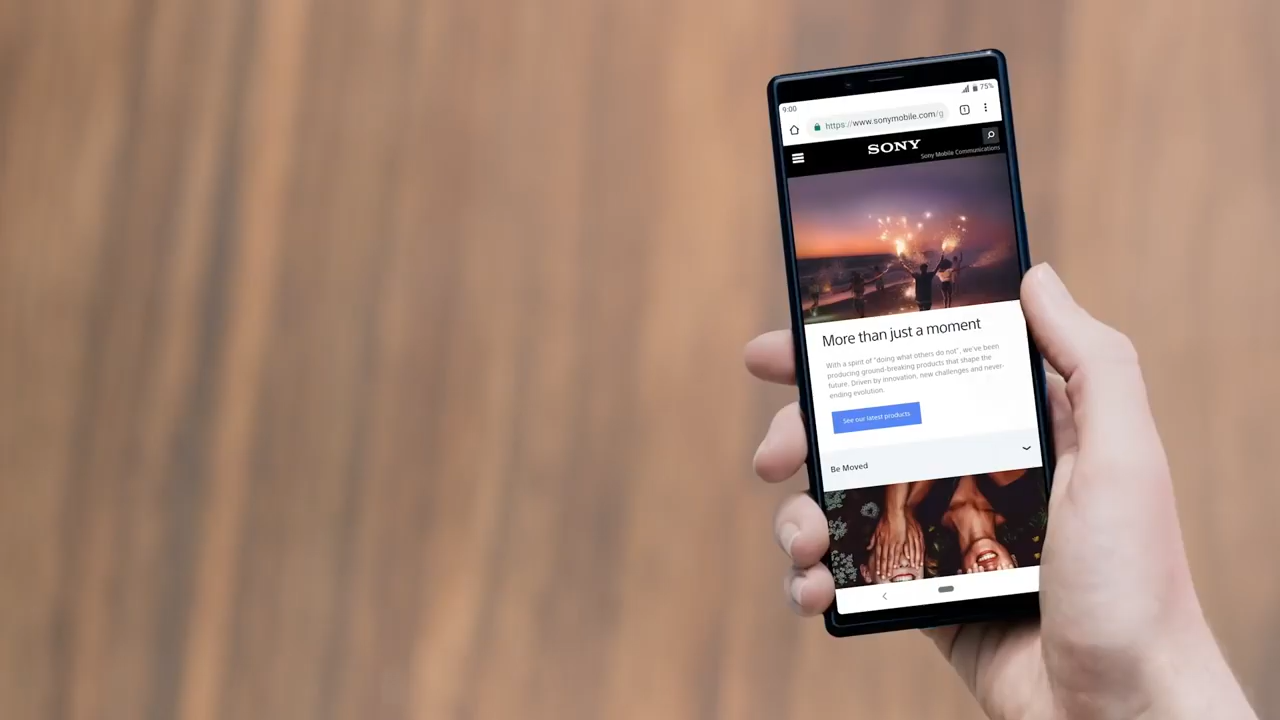 9:00
75%
https://www.sonymobile.com/g
1
SONY
Sony Mobile Communications
More than just a moment
With a spirit of "doing what others do not", we've been
producing ground-breaking products that shape the
future. Driven by innovation, new challenges and never-
ending evolution.
See our latest products
Be Moved